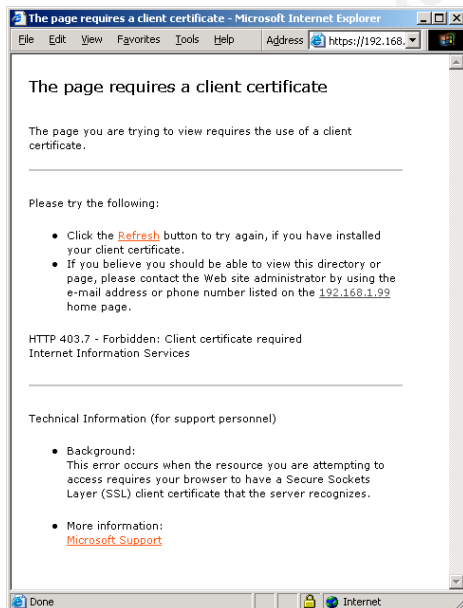 The page requires a client certificate - Microsoft Internet Explorer
File Edit View Favorites Tools Help Address https://192.168.
The page requires a client certificate
The page you are trying to view requires the use of a client
certificate.
Please try the following:
• Click the Refresh button to try again, if you have installed
your client certificate.
• If you believe you should be able to view this directory or
page, please contact the Web site administrator by using the
e-mail address or phone number listed on the 192.168.1.99
home page.
HTTP 403.7 - Forbidden: Client certificate required
Internet Information Services
Technical Information (for support personnel)
• Background:
This error occurs when the resource you are attempting to
access requires your browser to have a Secure Sockets
Layer (SSL) client certificate that the server recognizes.
• More information:
Microsoft Support
Done Internet